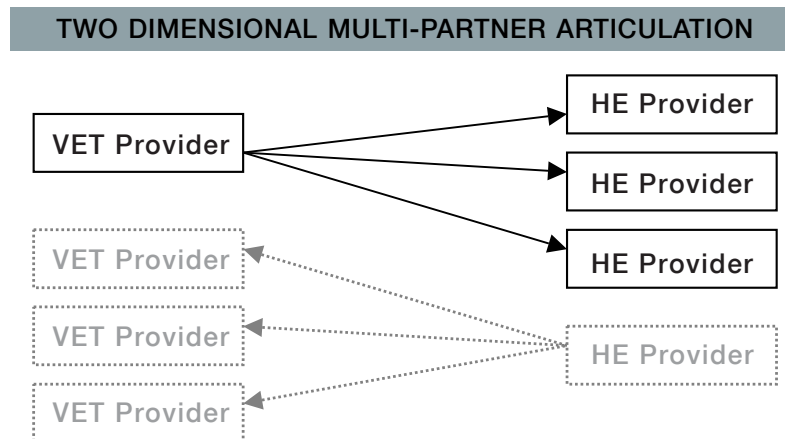 TWO DIMENSIONAL MULTI-PARTNER ARTICULATION
HE Provider
VET Provider
HE Provider
HE Provider
VET Provider
VET Provider
HE Provider
VET Provider